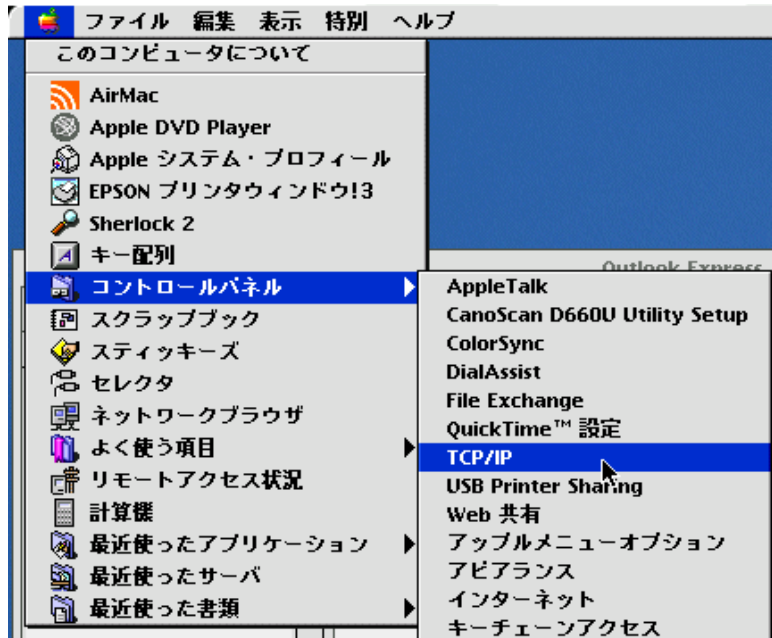 ファイル 編集 表示 特別 ヘルプ
このコンピュータについて
AirMac
Apple DVD Player
Apple システム・プロフィール
EPSON プリンタウィンドウ!3
Sherlock 2
キー配列
コントロールパネル
スクラップブック
スティッキーズ
セレクタ
ネットワークブラウザ
よく使う項目
リモートアクセス状況
計算機
最近使ったアプリケーション
最近使ったサーバ
最近使った書類
Outlook Express
AppleTalk
CanoScan D660U Utility Setup
ColorSync
DialAssist
File Exchange
QuickTime™ 設定
TCP/IP
USB Printer Sharing
Web 共有
アップルメニューオプション
アピアランス
インターネット
キーチェーンアクセス